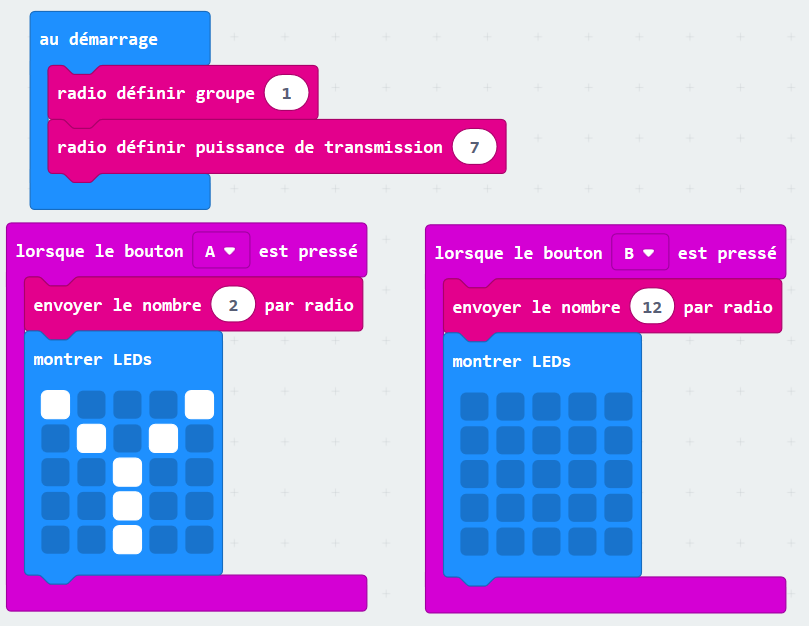 au démarrage
radio définir groupe 1
radio définir puissance de transmission 7
lorsque le bouton A est pressé
envoyer le nombre 2 par radio
montrer LEDs
lorsque le bouton B est pressé
envoyer le nombre 12 par radio
montrer LEDs